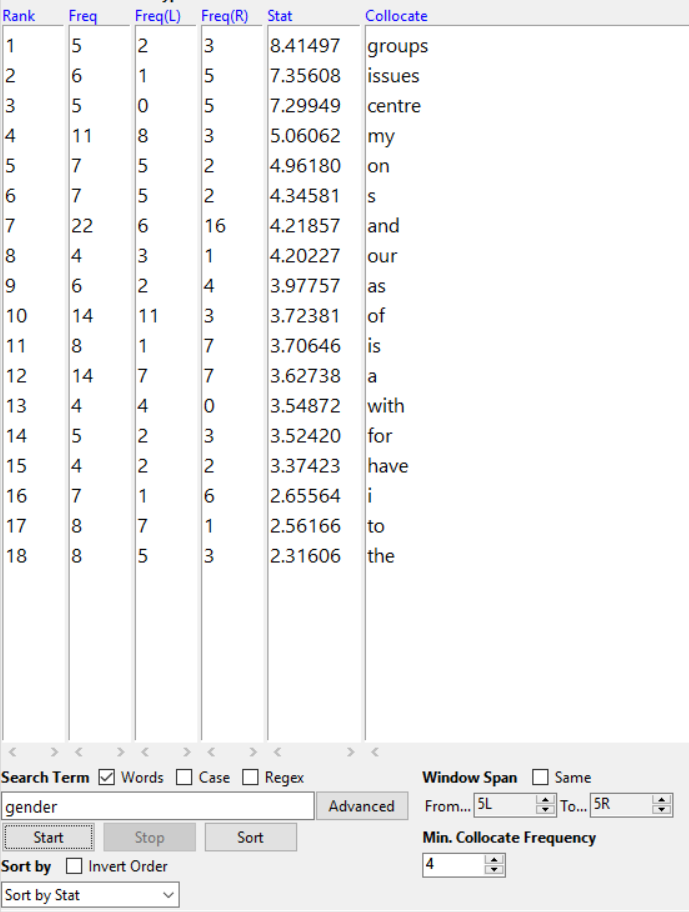 Rank Freq Freq(L) Freq(R) Stat Collocate
1 5 2 3 8.41497 groups
2 6 1 5 7.35608 issues
3 5 0 5 7.29949 centre
4 11 8 3 5.06062 my
5 7 5 2 4.96180 on
6 7 5 2 4.34581 s
7 22 6 16 4.21857 and
8 4 3 1 4.20227 our
9 6 2 4 3.97757 as
10 14 11 3 3.72381 of
11 8 1 7 3.70646 is
12 14 7 7 3.62738 a
13 4 4 0 3.54872 with
14 5 2 3 3.52420 for
15 4 2 2 3.37423 have
16 7 1 6 2.65564 i
17 8 7 1 2.56166 to
18 8 5 3 2.31606 the
Search Term Words Case Regex Window Span Same
gender Advanced From... 5L To... 5R
Start Stop Sort Min. Collocate Frequency
Sort by Invert Order 4
Sort by Stat